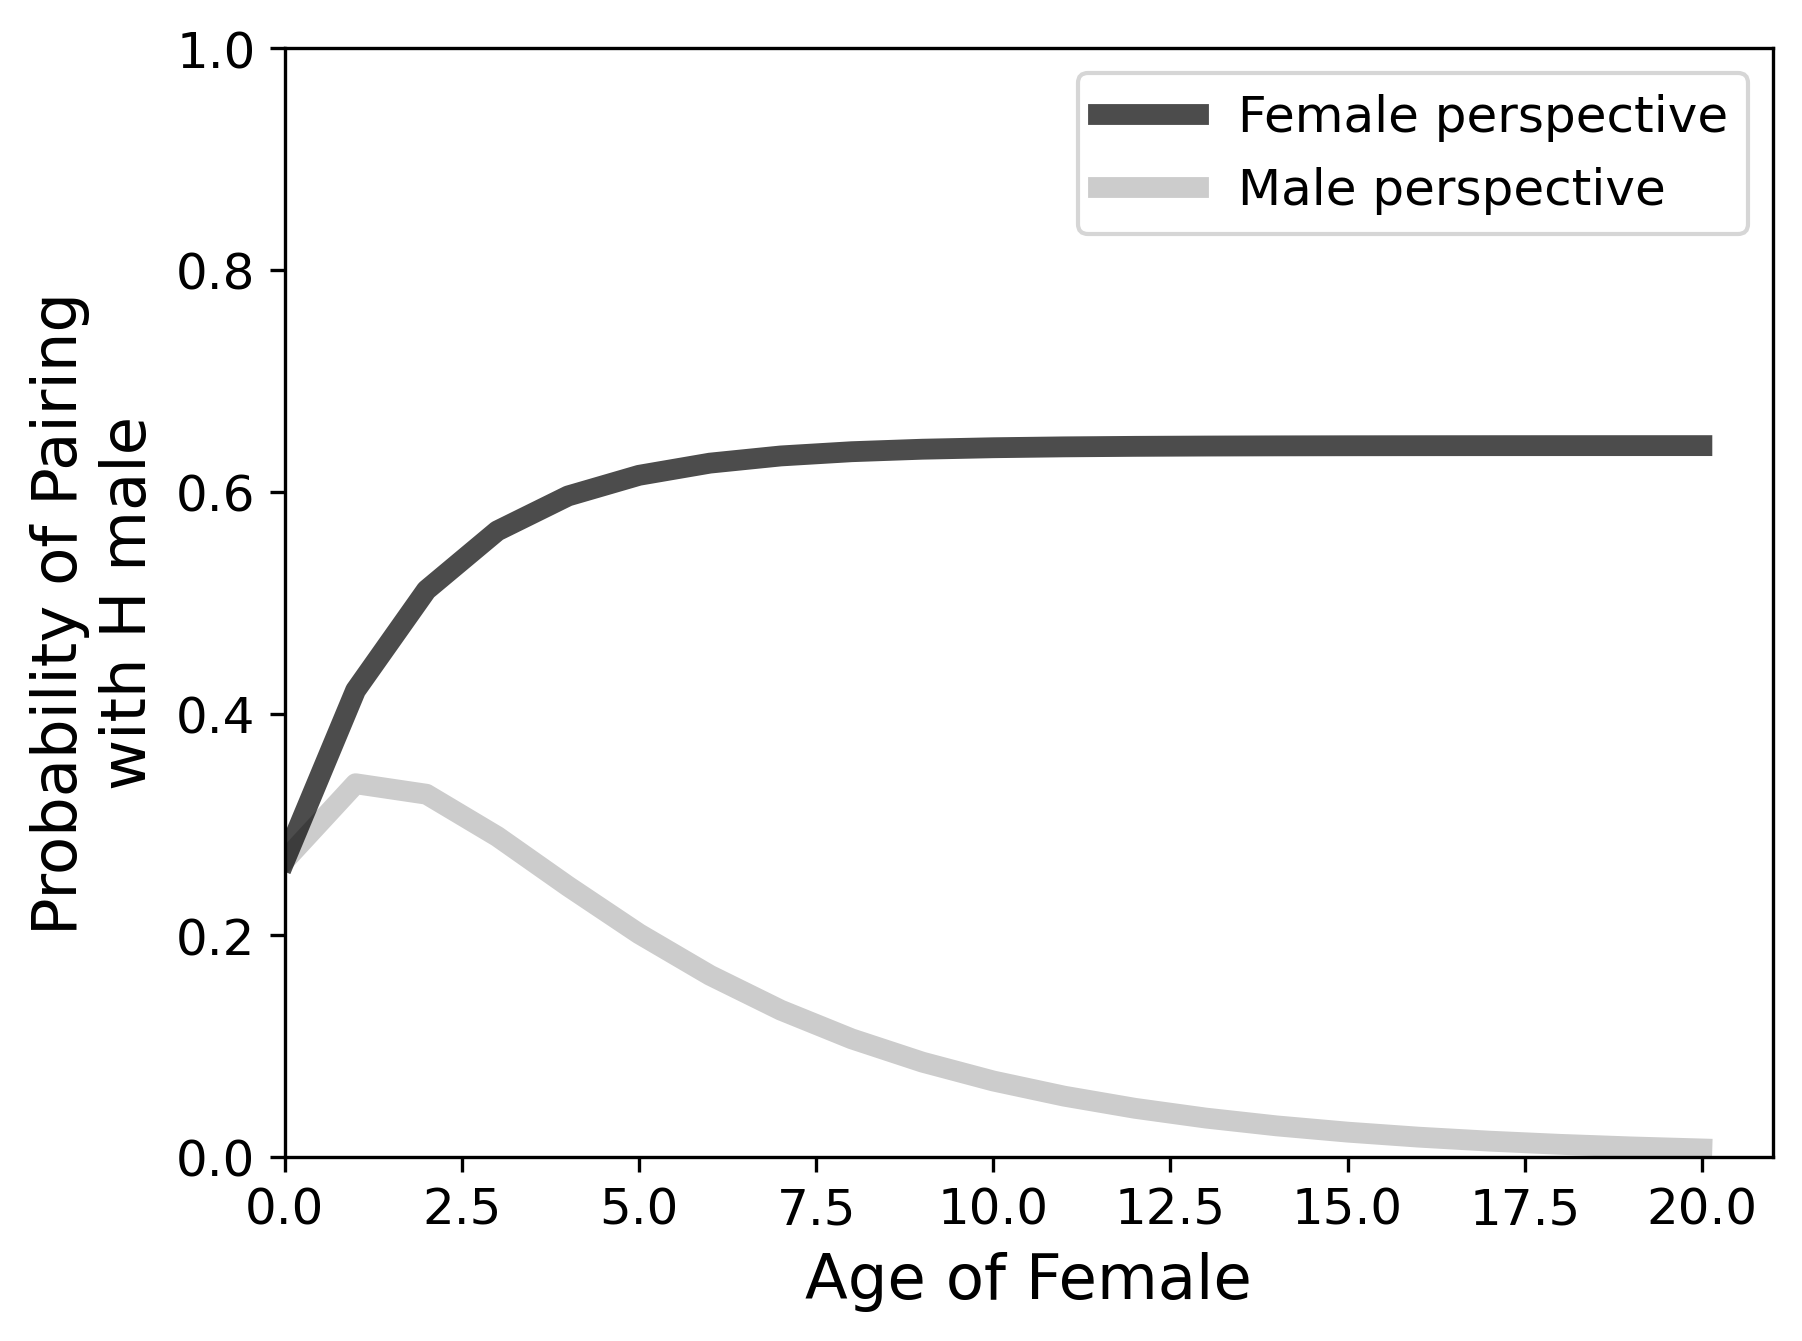 Probability of Pairing
with H male
1.0
0.8
0.6
0.4
0.2
0.0
Female perspective
Male perspective
0.0 2.5 5.0 7.5 10.0 12.5 15.0 17.5 20.0
Age of Female